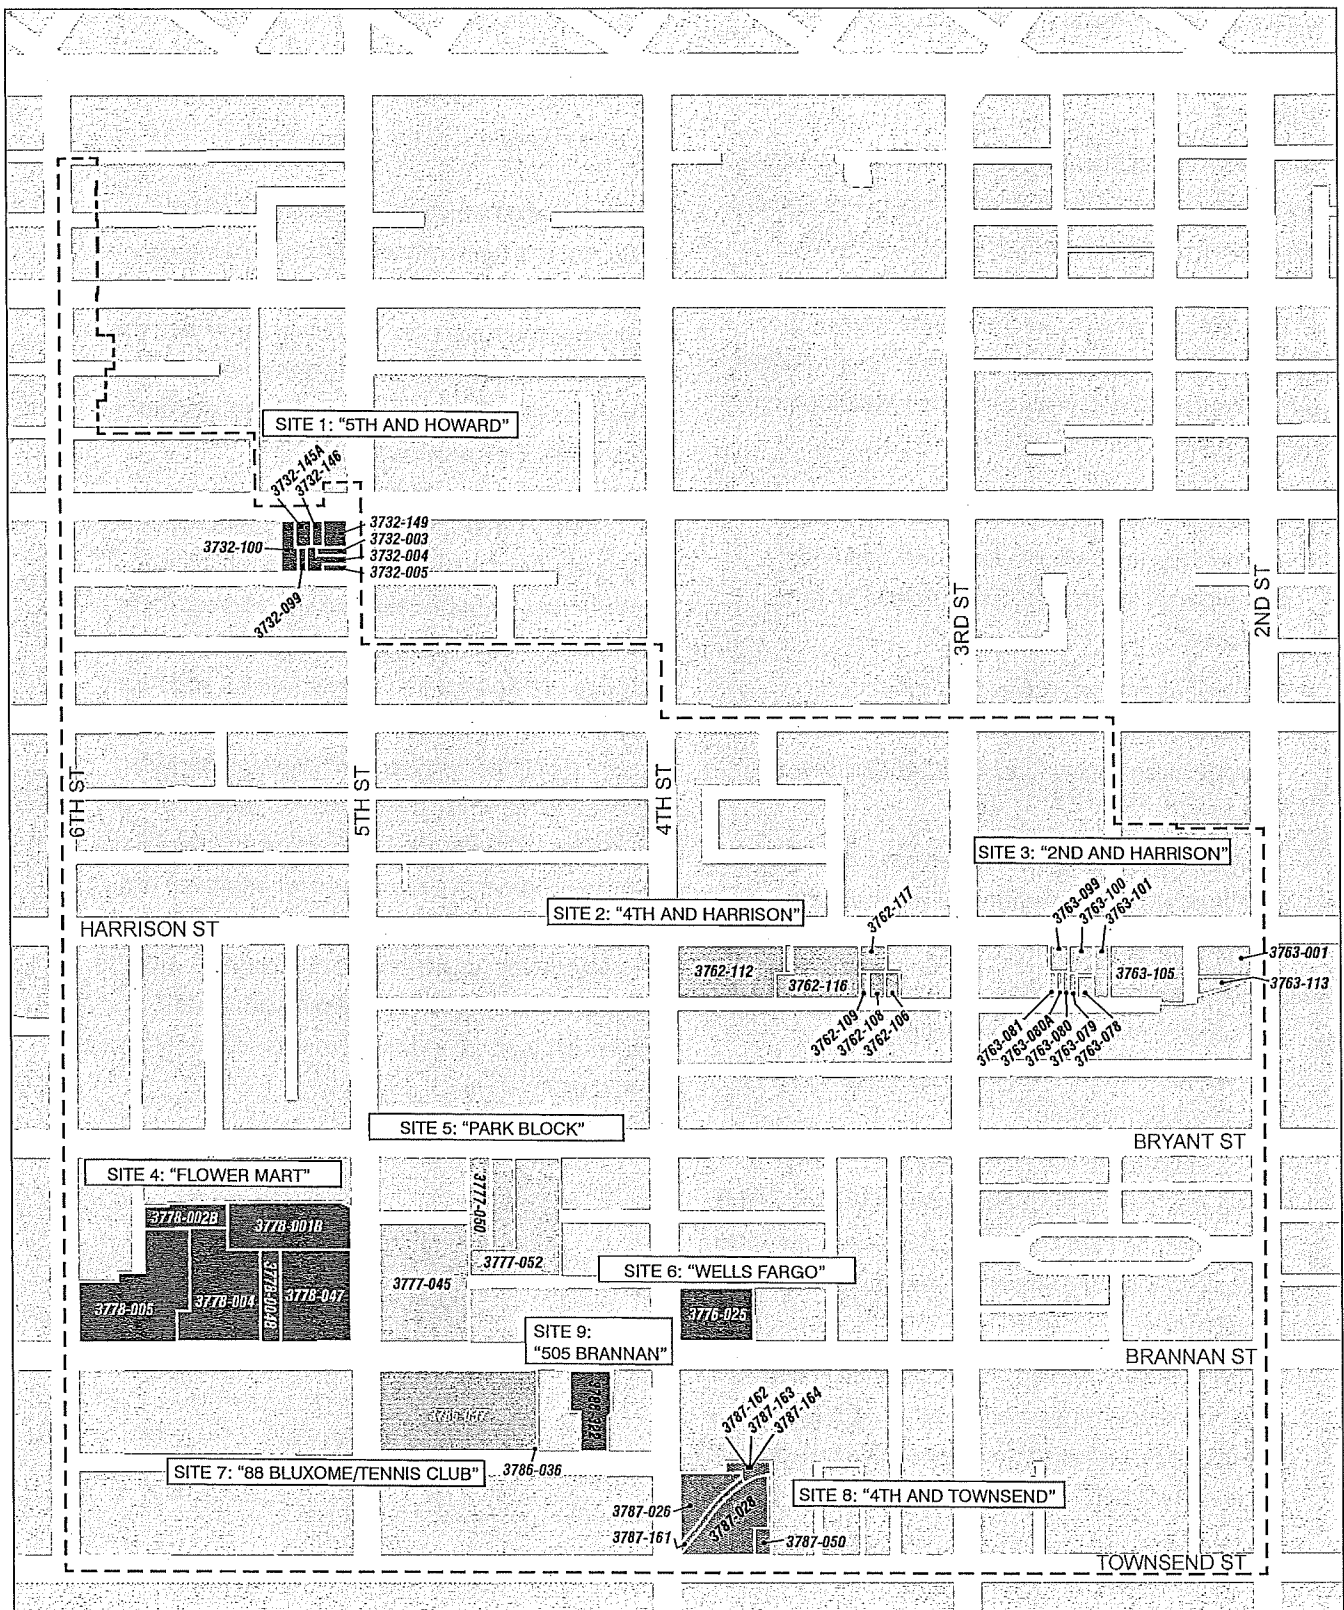 SITE 1: "5TH AND HOWARD"
3732-145A
3732-146
3732-149
3732-003
3732-100
3732-004
3732-005
3732-099
3RD ST
2ND ST
6TH ST
5TH ST
4TH ST
SITE 3: "2ND AND HARRISON"
3763-099
3763-100
3763-101
3762-117
SITE 2: "4TH AND HARRISON"
HARRISON ST
3762-112
3762-116
3763-105
3763-001
3763-113
3762-109
3762-108
3762-106
3763-081
3763-080A
3763-080
3763-079
3763-078
SITE 5: "PARK BLOCK"
BRYANT ST
SITE 4: "FLOWER MART"
3777-050
3778-002B
3778-001B
3777-052
3777-045
SITE 6: "WELLS FARGO"
3778-005
3778-004
3778-047
3776-025
SITE 9:
"505 BRANNAN"
BRANNAN ST
3787-162
3787-163
3787-164
3786-036
SITE 7: "88 BLUXOME/TENNIS CLUB"
SITE 8: "4TH AND TOWNSEND"
3787-026
3787-028
3787-161
3787-050
TOWNSEND ST